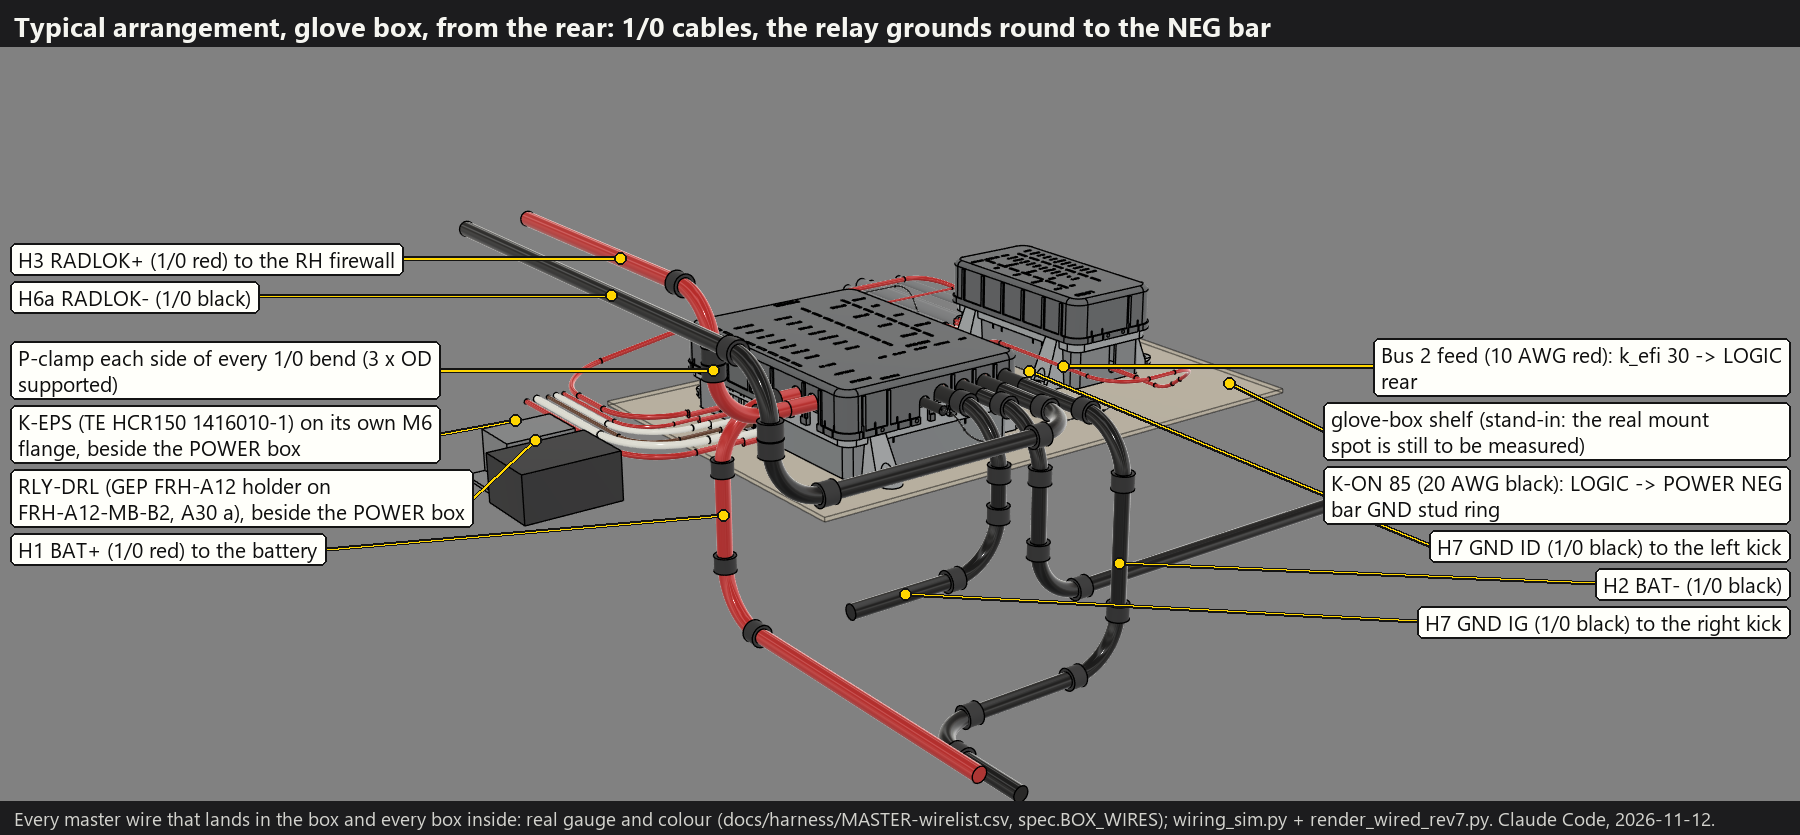 Typical arrangement, glove box, from the rear: 1/0 cables, the relay grounds round to the NEG bar
H3 RADLOK+ (1/0 red) to the RH firewall
H6a RADLOK- (1/0 black)
P-clamp each side of every 1/0 bend (3 x OD
supported)
K-EPS (TE HCR150 1416010-1) on its own M6
flange, beside the POWER box
RLY-DRL (GEP FRH-A12 holder on
FRH-A12-MB-B2, A30 a), beside the POWER box
H1 BAT+ (1/0 red) to the battery
Bus 2 feed (10 AWG red): k_efi 30 -> LOGIC
rear
glove-box shelf (stand-in: the real mount
spot is still to be measured)
K-ON 85 (20 AWG black): LOGIC -> POWER NEG
bar GND stud ring
H7 GND ID (1/0 black) to the left kick
H2 BAT- (1/0 black)
H7 GND IG (1/0 black) to the right kick
Every master wire that lands in the box and every box inside: real gauge and colour (docs/harness/MASTER-wirelist.csv, spec.BOX_WIRES); wiring_sim.py + render_wired_rev7.py. Claude Code, 2026-11-12.